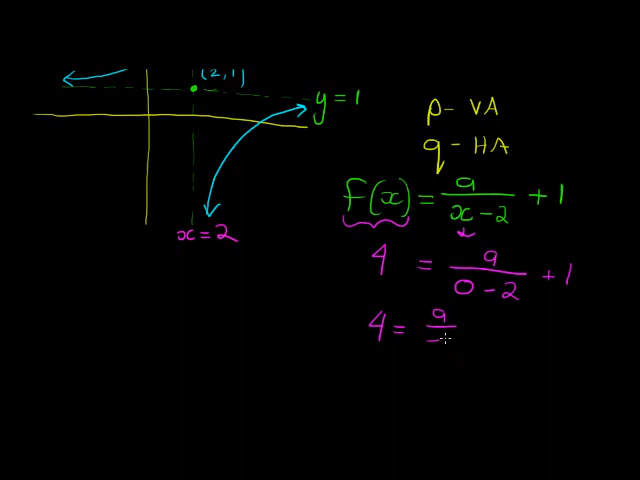 (2,1)
y = 1
x = 2
p - VA
q - HA
f(x) = a/(x-2) + 1
4 = a/(0-2) + 1
4 = a/-